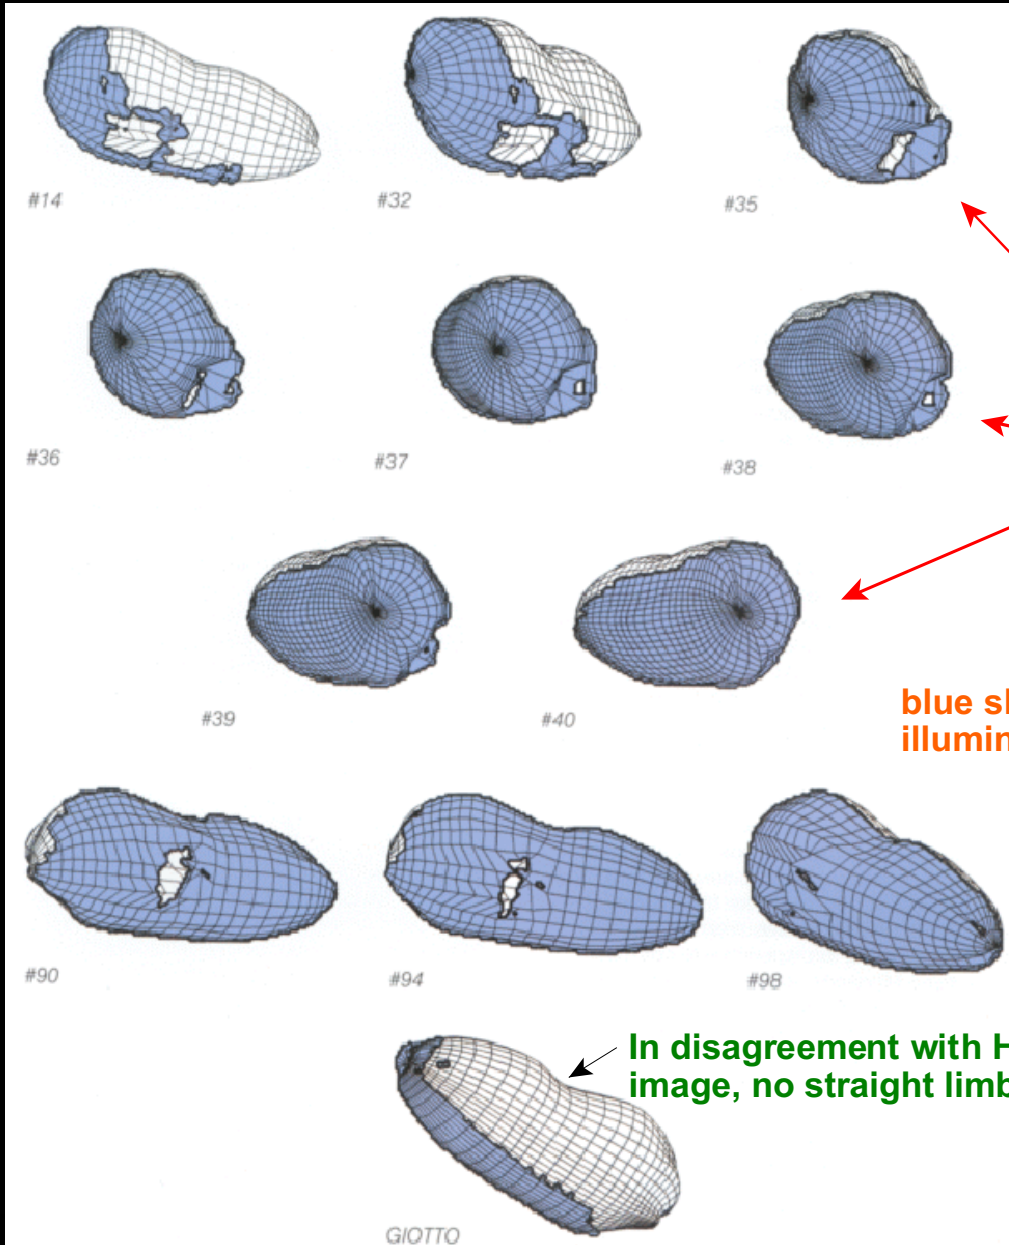 #14
#32
#35
#36
#37
#38
#39
#40
blue
illumin
#90
#94
#98
In disagreement with H
image, no straight limb
GIOTTO